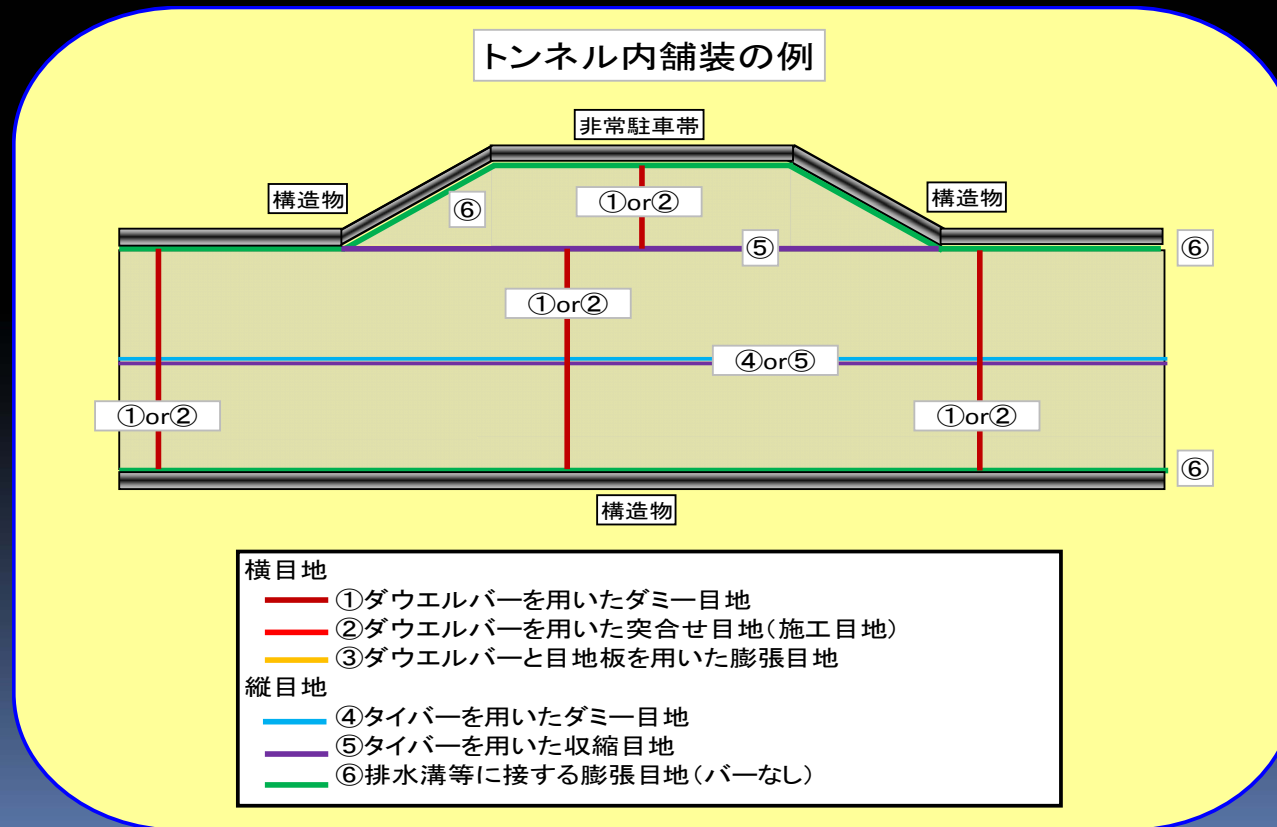 トンネル内舗装の例
非常駐車帯
構造物
⑥
①or②
構造物
⑤
⑥
①or②
④or⑤
①or②
①or②
⑥
構造物
横目地
①ダウエルバーを用いたダミー目地
②ダウエルバーを用いた突合せ目地(施工目地)
③ダウエルバーと目地板を用いた膨張目地
縦目地
④タイバーを用いたダミー目地
⑤タイバーを用いた収縮目地
⑥排水溝等に接する膨張目地(バーなし)